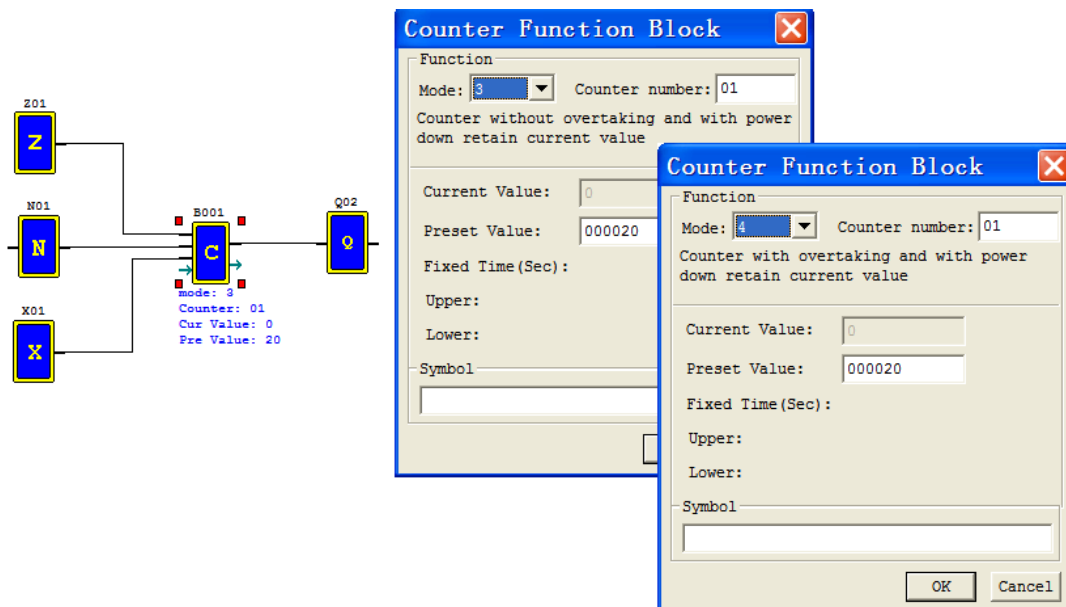 Z01
Z
N01
N
X01
X
B001
C
mode: 3
Counter: 01
Cur Value: 0
Pre Value: 20
Q02
Q
Counter Function Block
Function
Mode: 3 Counter number: 01
Counter without overtaking and with power
down retain current value
Current Value: 0
Preset Value: 000020
Fixed Time(Sec):
Upper:
Lower:
Symbol
Counter Function Block
Function
Mode: 4 Counter number: 01
Counter with overtaking and with power
down retain current value
Current Value: 0
Preset Value: 000020
Fixed Time(Sec):
Upper:
Lower:
Symbol
OK Cancel